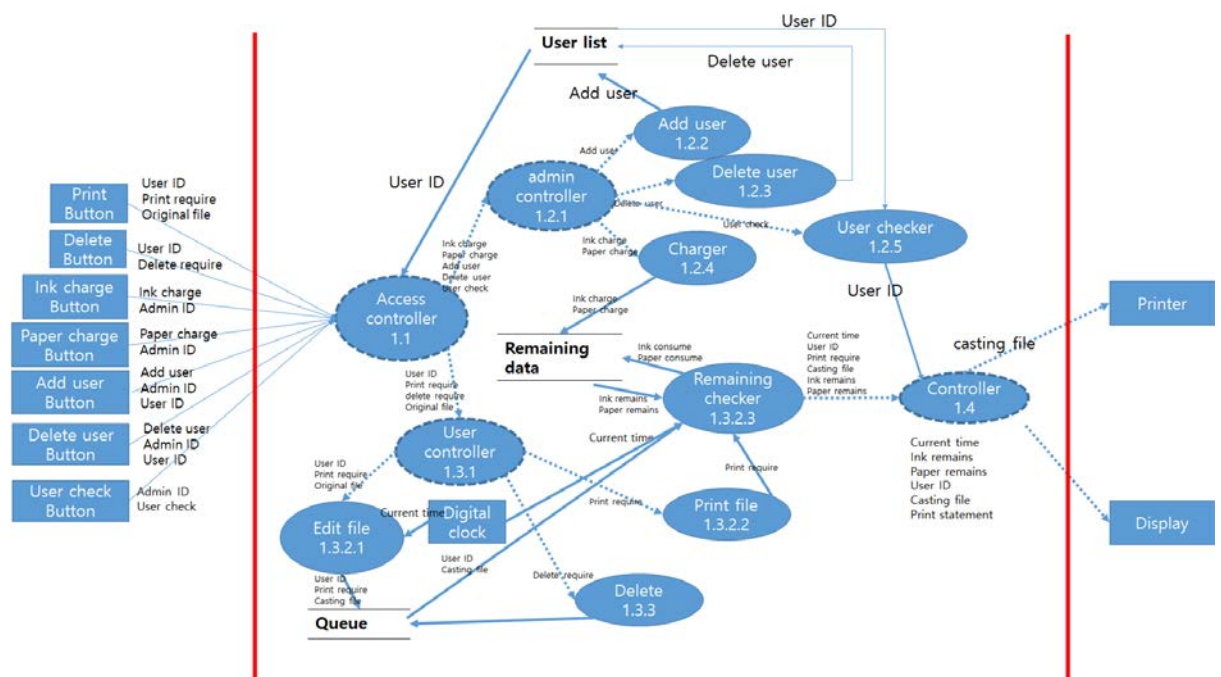 User ID
User list
Delete user
Add user
Add user
1.2.2
Add user
Delete user
1.2.3
admin
controller
1.2.1
Delete user
User check
User checker
1.2.5
User ID
Ink charge
Paper charge
Charger
1.2.4
User ID
Print
Button
User ID
Print require
Original file
Delete
Button
User ID
Delete require
Ink charge
Button
Ink charge
Admin ID
Paper charge
Button
Paper charge
Admin ID
Add user
Button
Add user
Admin ID
User ID
Delete user
Button
Delete user
Admin ID
User ID
User check
Button
Admin ID
User check
Ink charge
Paper charge
Add user
Delete user
User check
Access
controller
1.1
Ink charge
Paper charge
Remaining
data
Ink consume
Paper consume
Ink remains
Paper remains
Remaining
checker
1.3.2.3
Current time
User ID
Print require
Casting file
Ink remains
Paper remains
User ID
casting file
Controller
1.4
Printer
Current time
Ink remains
Paper remains
User ID
Casting file
Print statement
Display
User ID
Print require
delete require
Original file
User
controller
1.3.1
Current time
Print require
User ID
Print require
Original file
Print require
Print file
1.3.2.2
Edit file
1.3.2.1
Current time
Digital
clock
User ID
Casting file
User ID
Print require
Casting file
Delete require
Delete
1.3.3
Queue